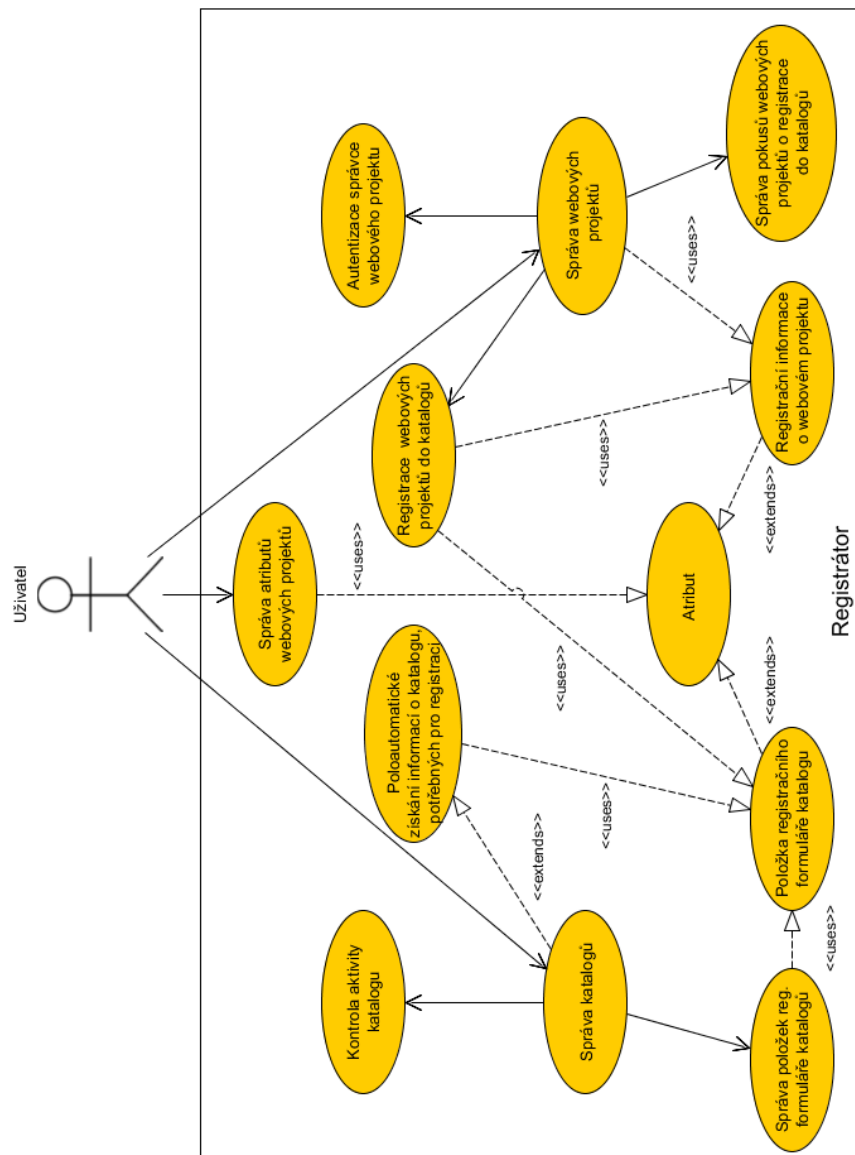 Uživatel
Kontrola aktivity
katalogu
Správa katalogů
Správa položek reg.
formuláře katalogů
<<extends>>
Poloautomatické
získání informací o katalogu,
potřebných pro registraci
<<uses>>
<<uses>>
Položka registračního
formuláře katalogu
<<extends>>
Správa atributů
webových projektů
<<uses>>
<<uses>>
Atribut
<<extends>>
Registrace webových
projektů do katalogů
<<uses>>
Registrační informace
o webovém projektu
<<uses>>
Autentizace správce
webového projektu
Správa webových
projektů
Správa pokusů webových
projektů o registrace
do katalogů
Registrátor